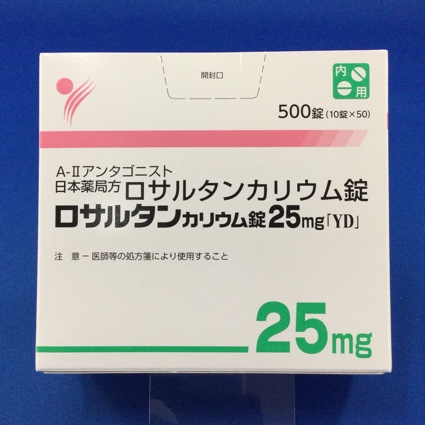 開封口
内用
500錠(10錠×50)
A-Ⅱアンタゴニスト
日本薬局方 ロサルタンカリウム錠
ロサルタンカリウム錠25mg「YD」
注 意－医師等の処方箋により使用すること
25mg